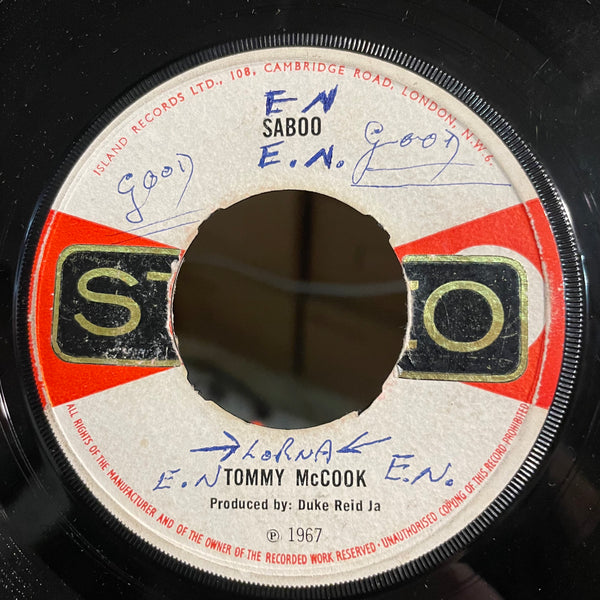 ISLAND RECORDS LTD., 108, CAMBRIDGE ROAD, LONDON, N.W.6.
EN
SABOO
E.N.
GOOD
GOOD
ST EO
→LORNA←
E.N
TOMMY McCOOK
E.N.
Produced by: Duke Reid Ja
℗ 1967
ALL RIGHTS OF THE MANUFACTURER AND OF THE OWNER OF THE RECORDED WORK RESERVED · UNAUTHORISED COPYING OF THIS RECORD PROHIBITED